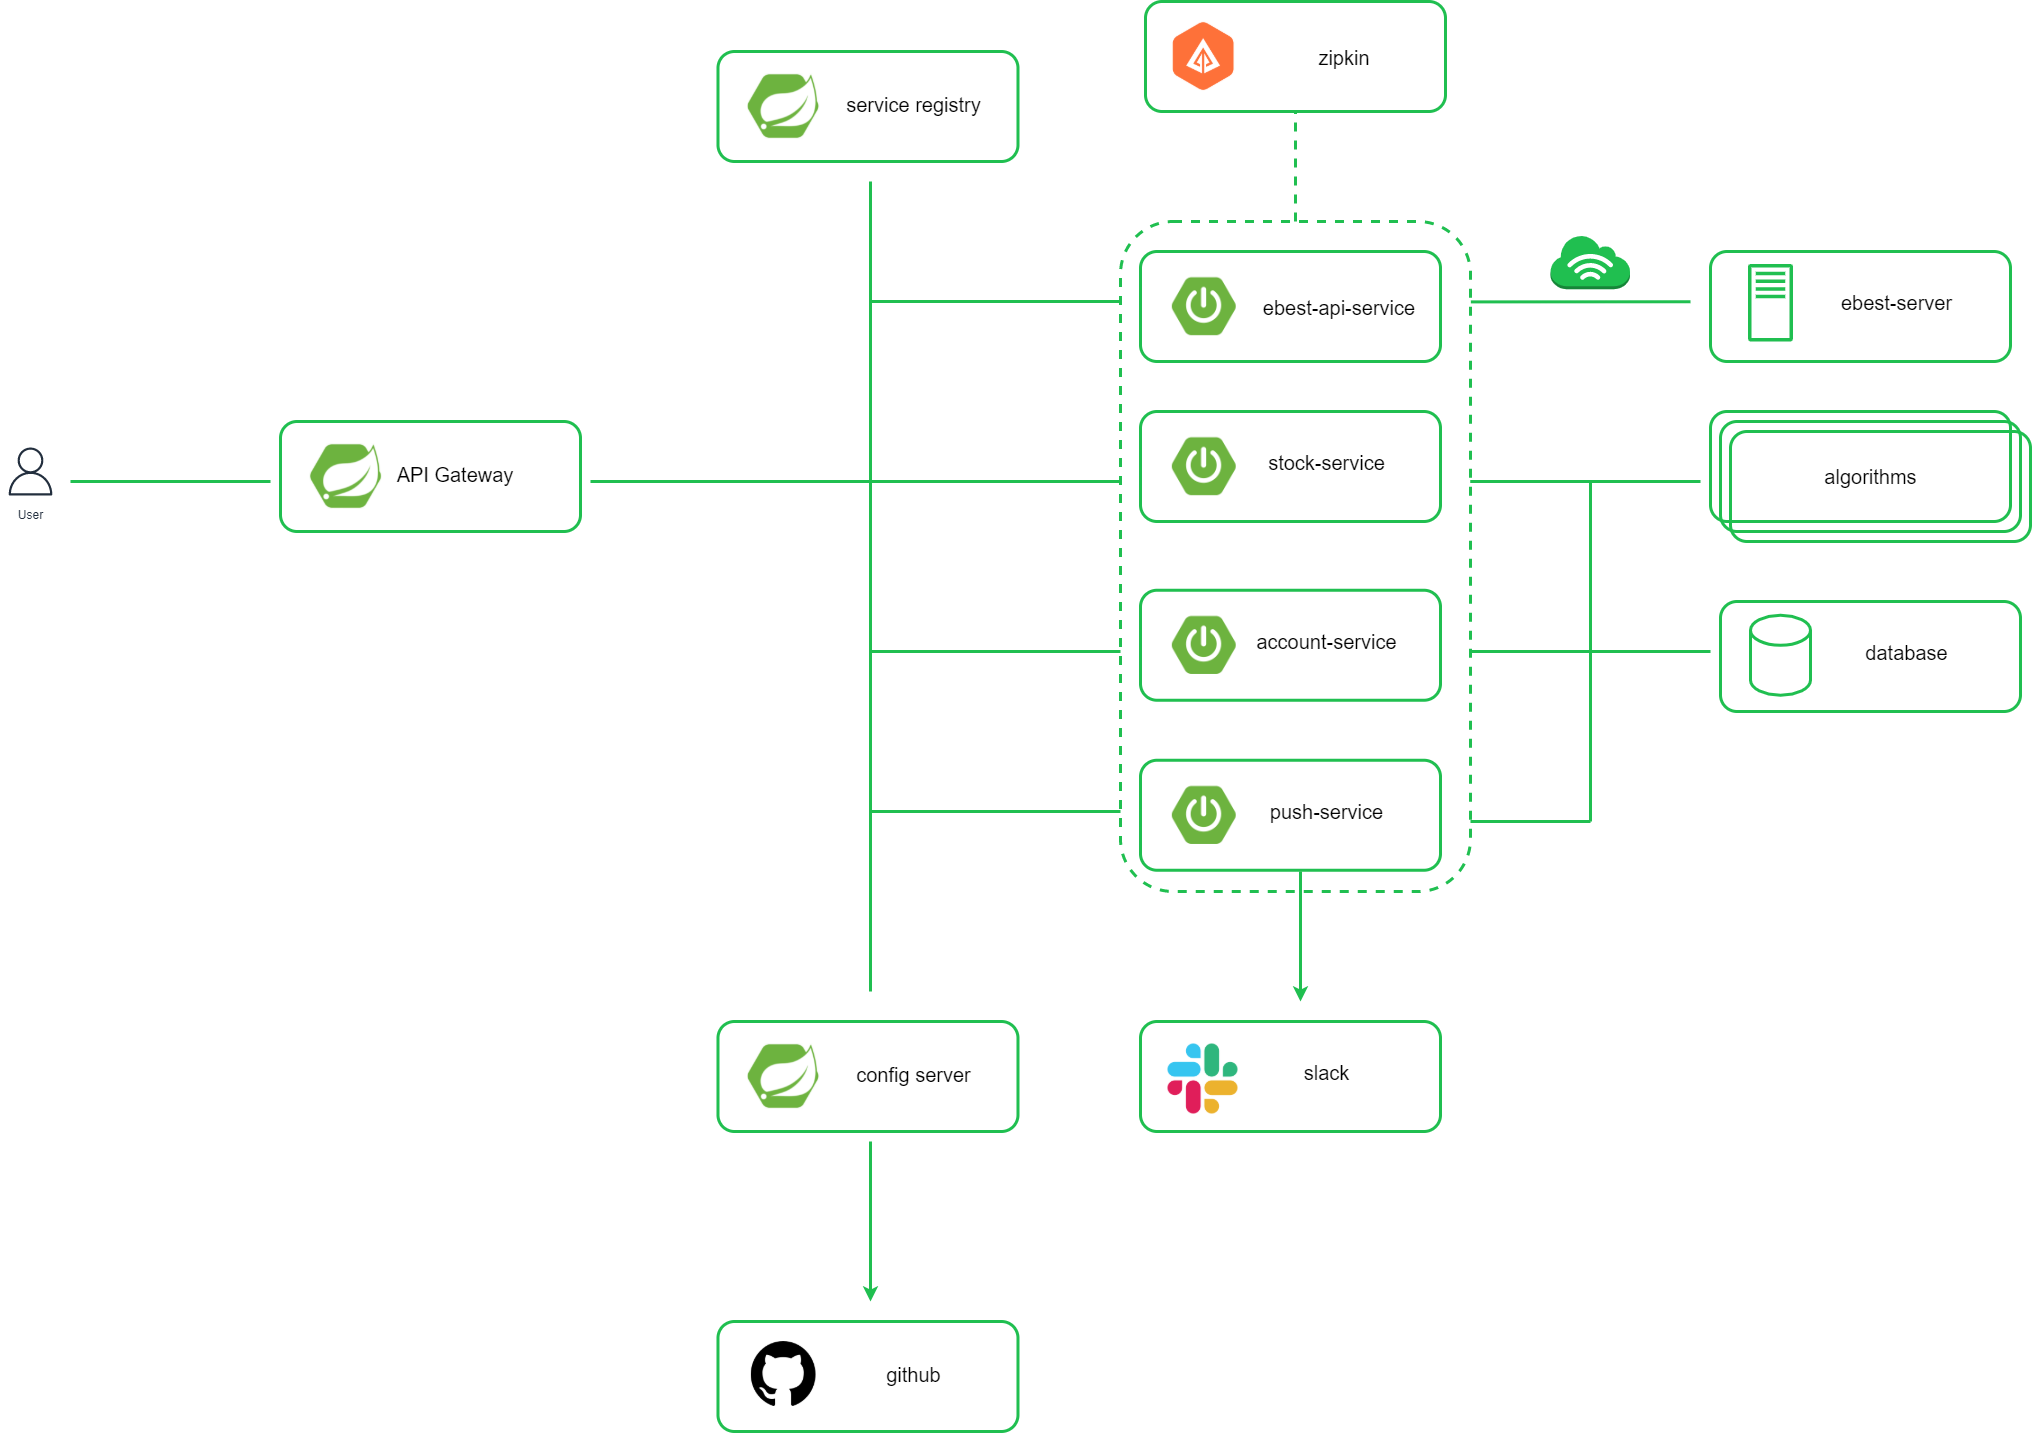 zipkin
service registry
ebest-api-service
ebest-server
API Gateway
stock-service
algorithms
User
account-service
database
push-service
config server
slack
github